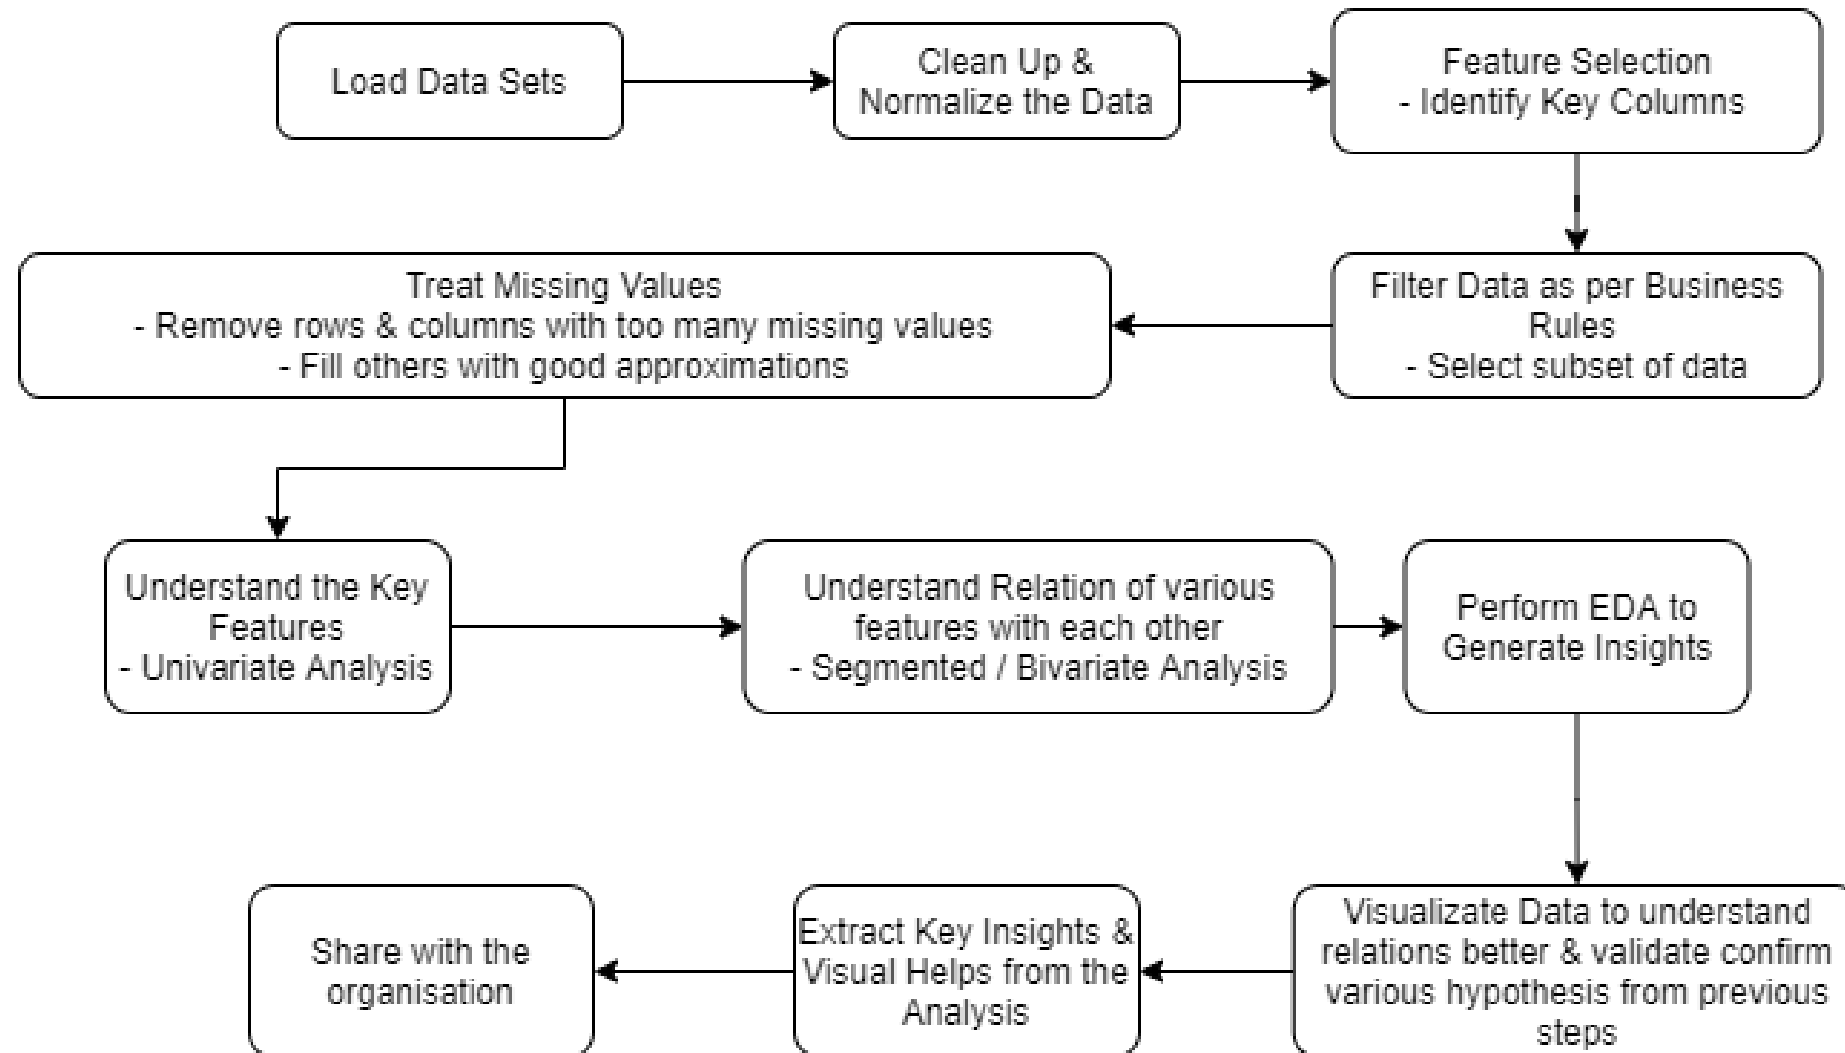 Load Data Sets
Clean Up &
Normalize the Data
Feature Selection
- Identify Key Columns
Filter Data as per Business
Rules
- Select subset of data
Treat Missing Values
- Remove rows & columns with too many missing values
- Fill others with good approximations
Understand the Key
Features
- Univariate Analysis
Understand Relation of various
features with each other
- Segmented / Bivariate Analysis
Perform EDA to
Generate Insights
Visualizate Data to understand
relations better & validate confirm
various hypothesis from previous
steps
Extract Key Insights &
Visual Helps from the
Analysis
Share with the
organisation